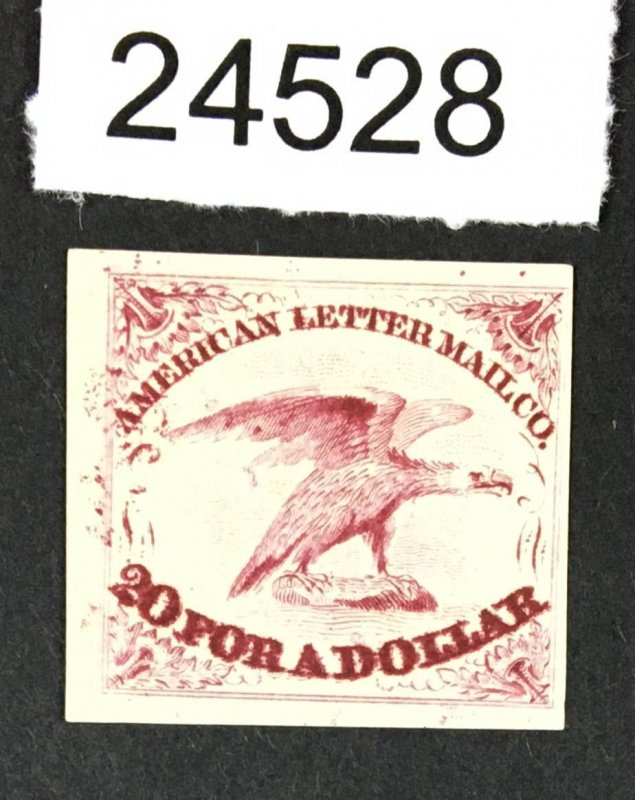 24528
AMERICAN LETTER MAIL CO.
20 FOR A DOLLAR